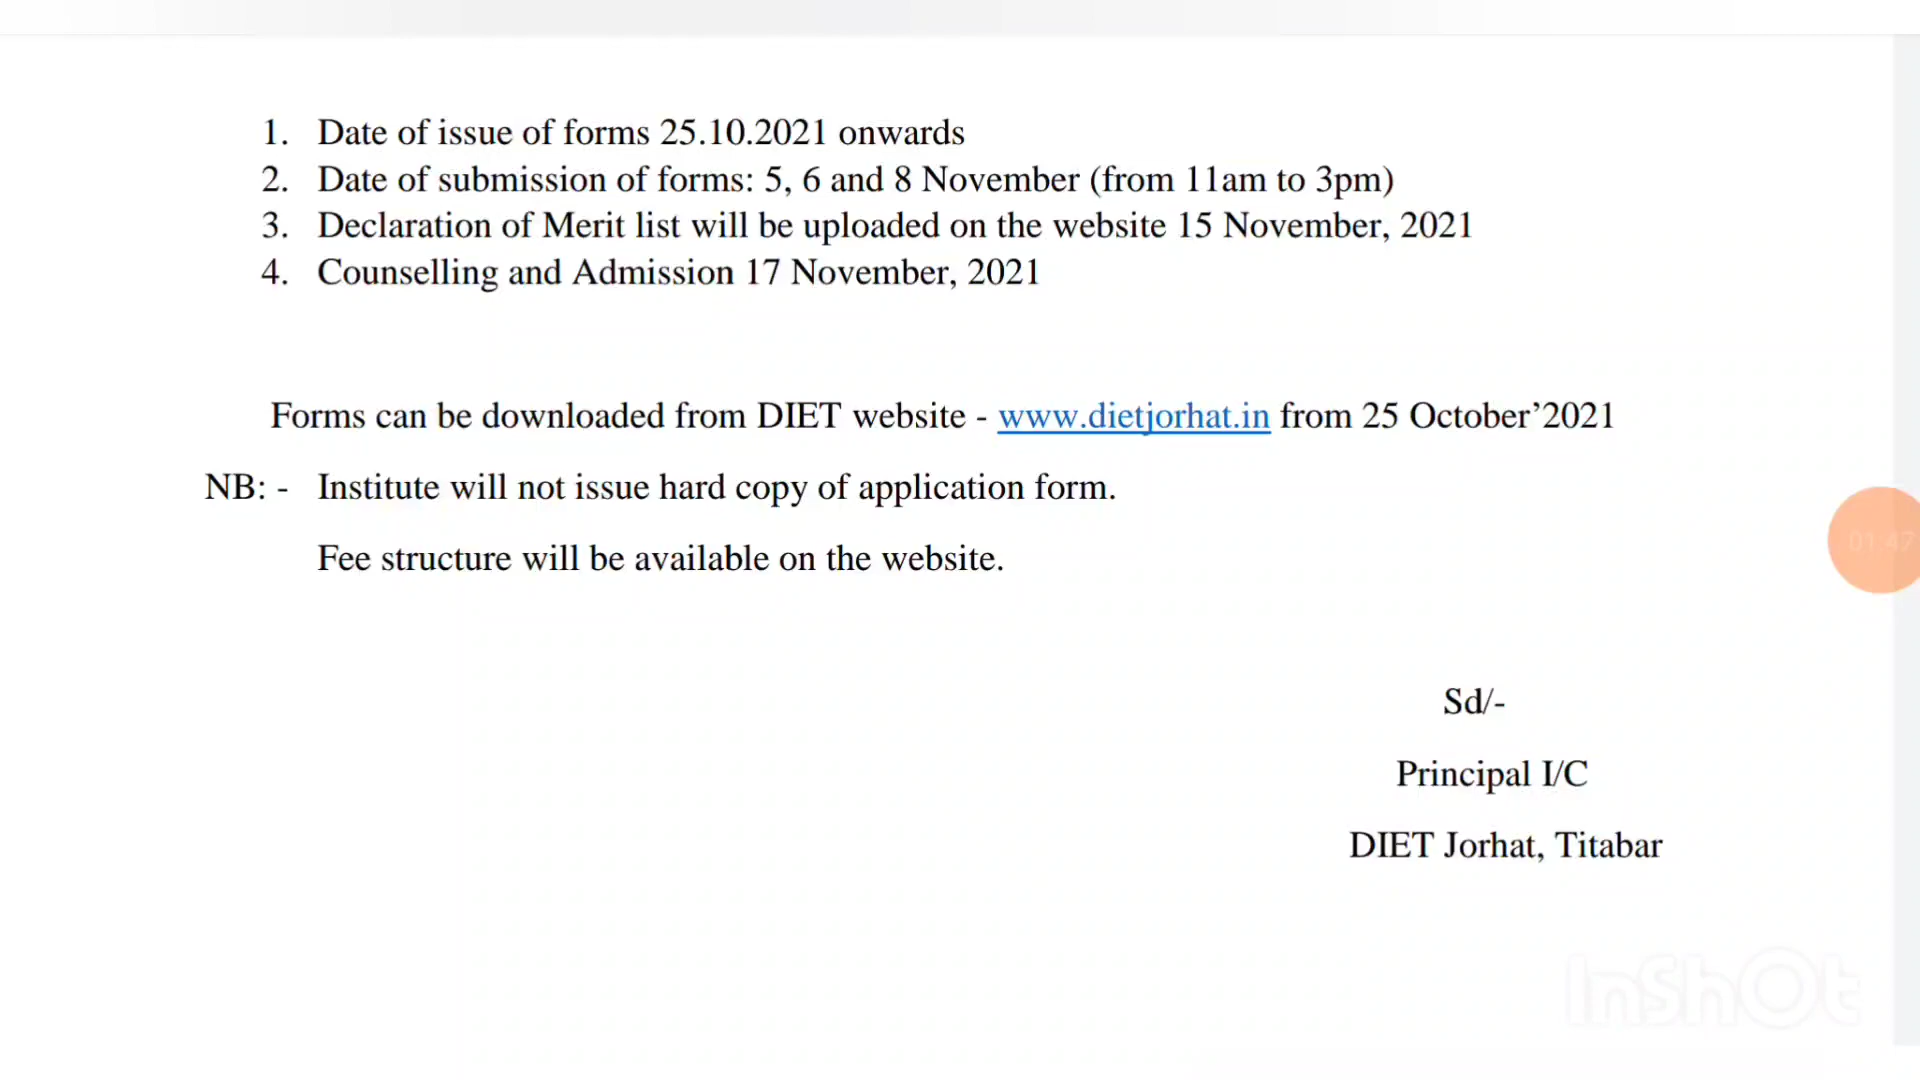 1. Date of issue of forms 25.10.2021 onwards
2. Date of submission of forms: 5, 6 and 8 November (from 11am to 3pm)
3. Declaration of Merit list will be uploaded on the website 15 November, 2021
4. Counselling and Admission 17 November, 2021
Forms can be downloaded from DIET website - www.dietjorhat.in from 25 October’2021
NB: - Institute will not issue hard copy of application form.
01:47
Fee structure will be available on the website.
Sd/-
Principal I/C
DIET Jorhat, Titabar
InShOt